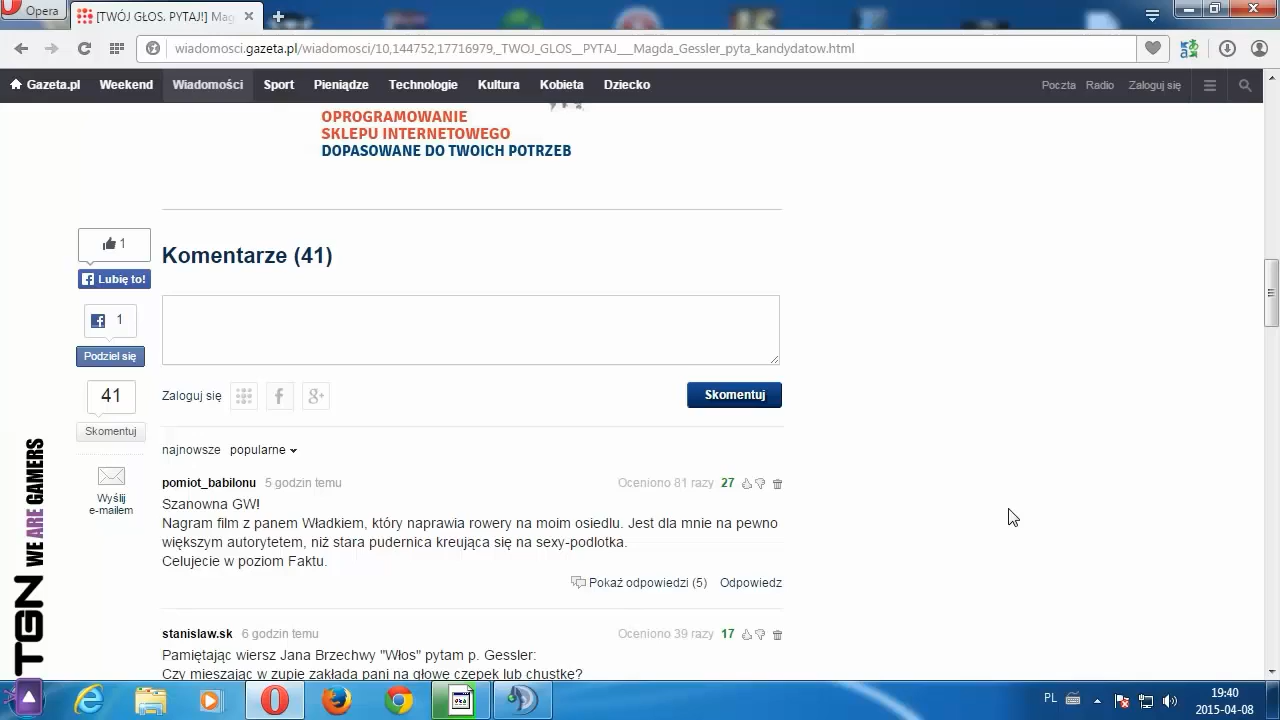 Opera
[TWÓJ GŁOS. PYTAJ!] Mag
wiadomosci.gazeta.pl/wiadomosci/10,144752,17716979,_TWOJ_GLOS__PYTAJ___Magda_Gessler_pyta_kandydatow.html
Gazeta.pl Weekend Wiadomości Sport Pieniądze Technologie Kultura Kobieta Dziecko Poczta Radio Zaloguj się
OPROGRAMOWANIE
SKLEPU INTERNETOWEGO
DOPASOWANE DO TWOICH POTRZEB
1
Lubię to!
1
Podziel się
41
Skomentuj
Wyślij
e-mailem
Komentarze (41)
Zaloguj się
Skomentuj
najnowsze popularne
pomiot_babilonu 5 godzin temu Oceniono 81 razy 27
Szanowna GW!
Nagram film z panem Władkiem, który naprawia rowery na moim osiedlu. Jest dla mnie na pewno
większym autorytetem, niż stara pudernica kreująca się na sexy-podlotka.
Celujecie w poziom Faktu.
Pokaż odpowiedzi (5) Odpowiedz
stanislaw.sk 6 godzin temu Oceniono 39 razy 17
Pamiętając wiersz Jana Brzechwy "Włos" pytam p. Gessler:
Czy mieszając w zupie zakłada pani na głowę czepek lub chustkę?
TGN WE ARE GAMERS
PL
19:40
2015-04-08